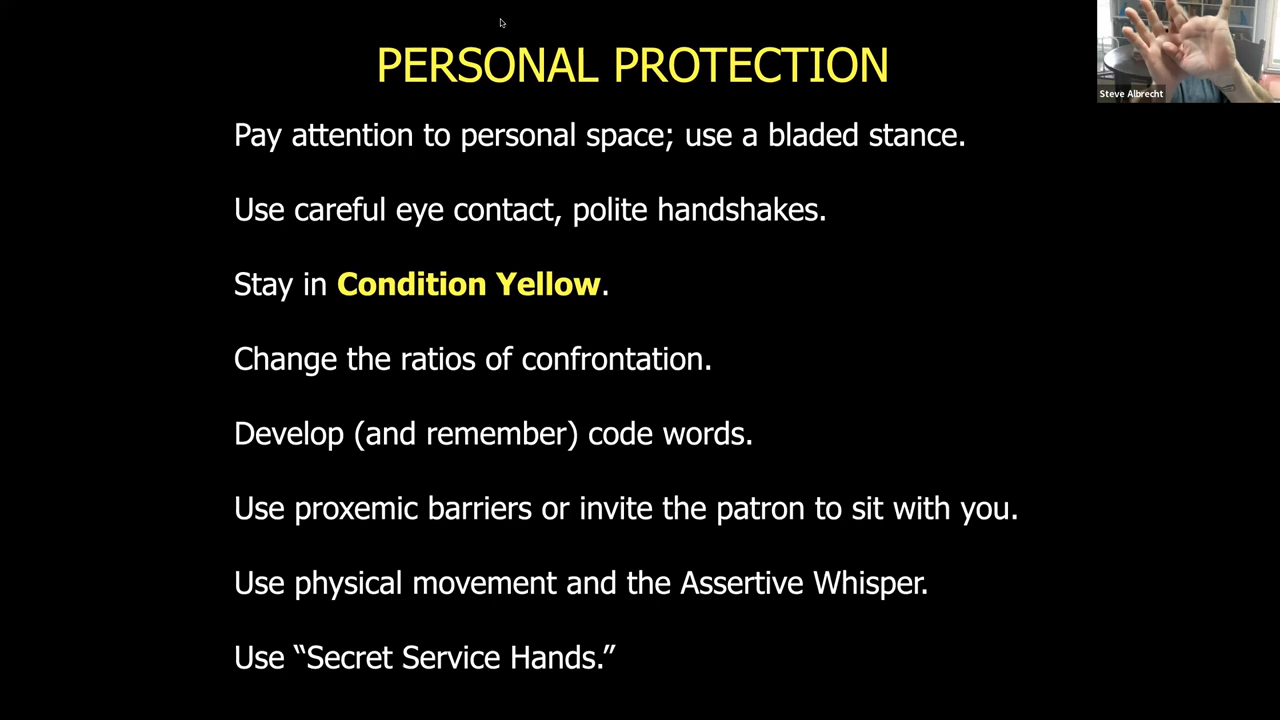 PERSONAL PROTECTION
Steve Albrecht
Pay attention to personal space; use a bladed stance.
Use careful eye contact, polite handshakes.
Stay in Condition Yellow.
Change the ratios of confrontation.
Develop (and remember) code words.
Use proxemic barriers or invite the patron to sit with you.
Use physical movement and the Assertive Whisper.
Use “Secret Service Hands.”